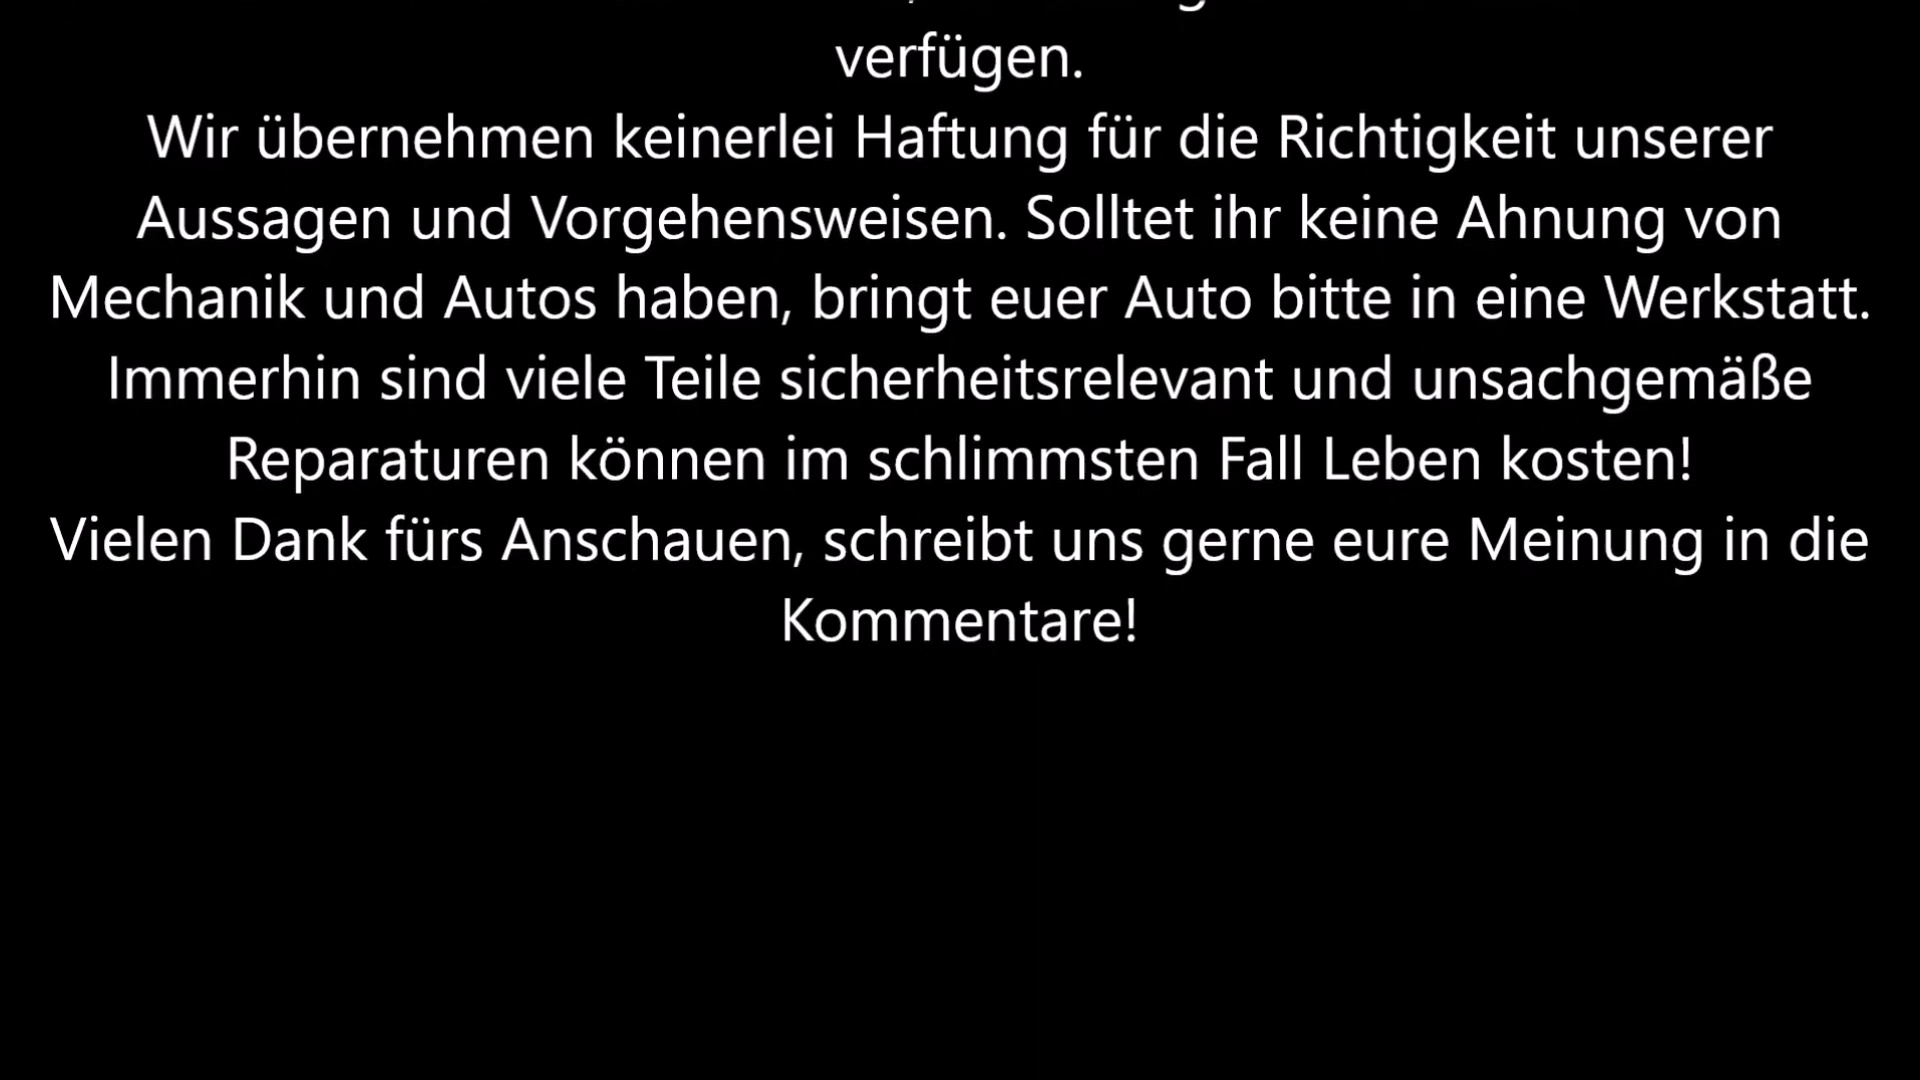 verfügen.
Wir übernehmen keinerlei Haftung für die Richtigkeit unserer
Aussagen und Vorgehensweisen. Solltet ihr keine Ahnung von
Mechanik und Autos haben, bringt euer Auto bitte in eine Werkstatt.
Immerhin sind viele Teile sicherheitsrelevant und unsachgemäße
Reparaturen können im schlimmsten Fall Leben kosten!
Vielen Dank fürs Anschauen, schreibt uns gerne eure Meinung in die
Kommentare!